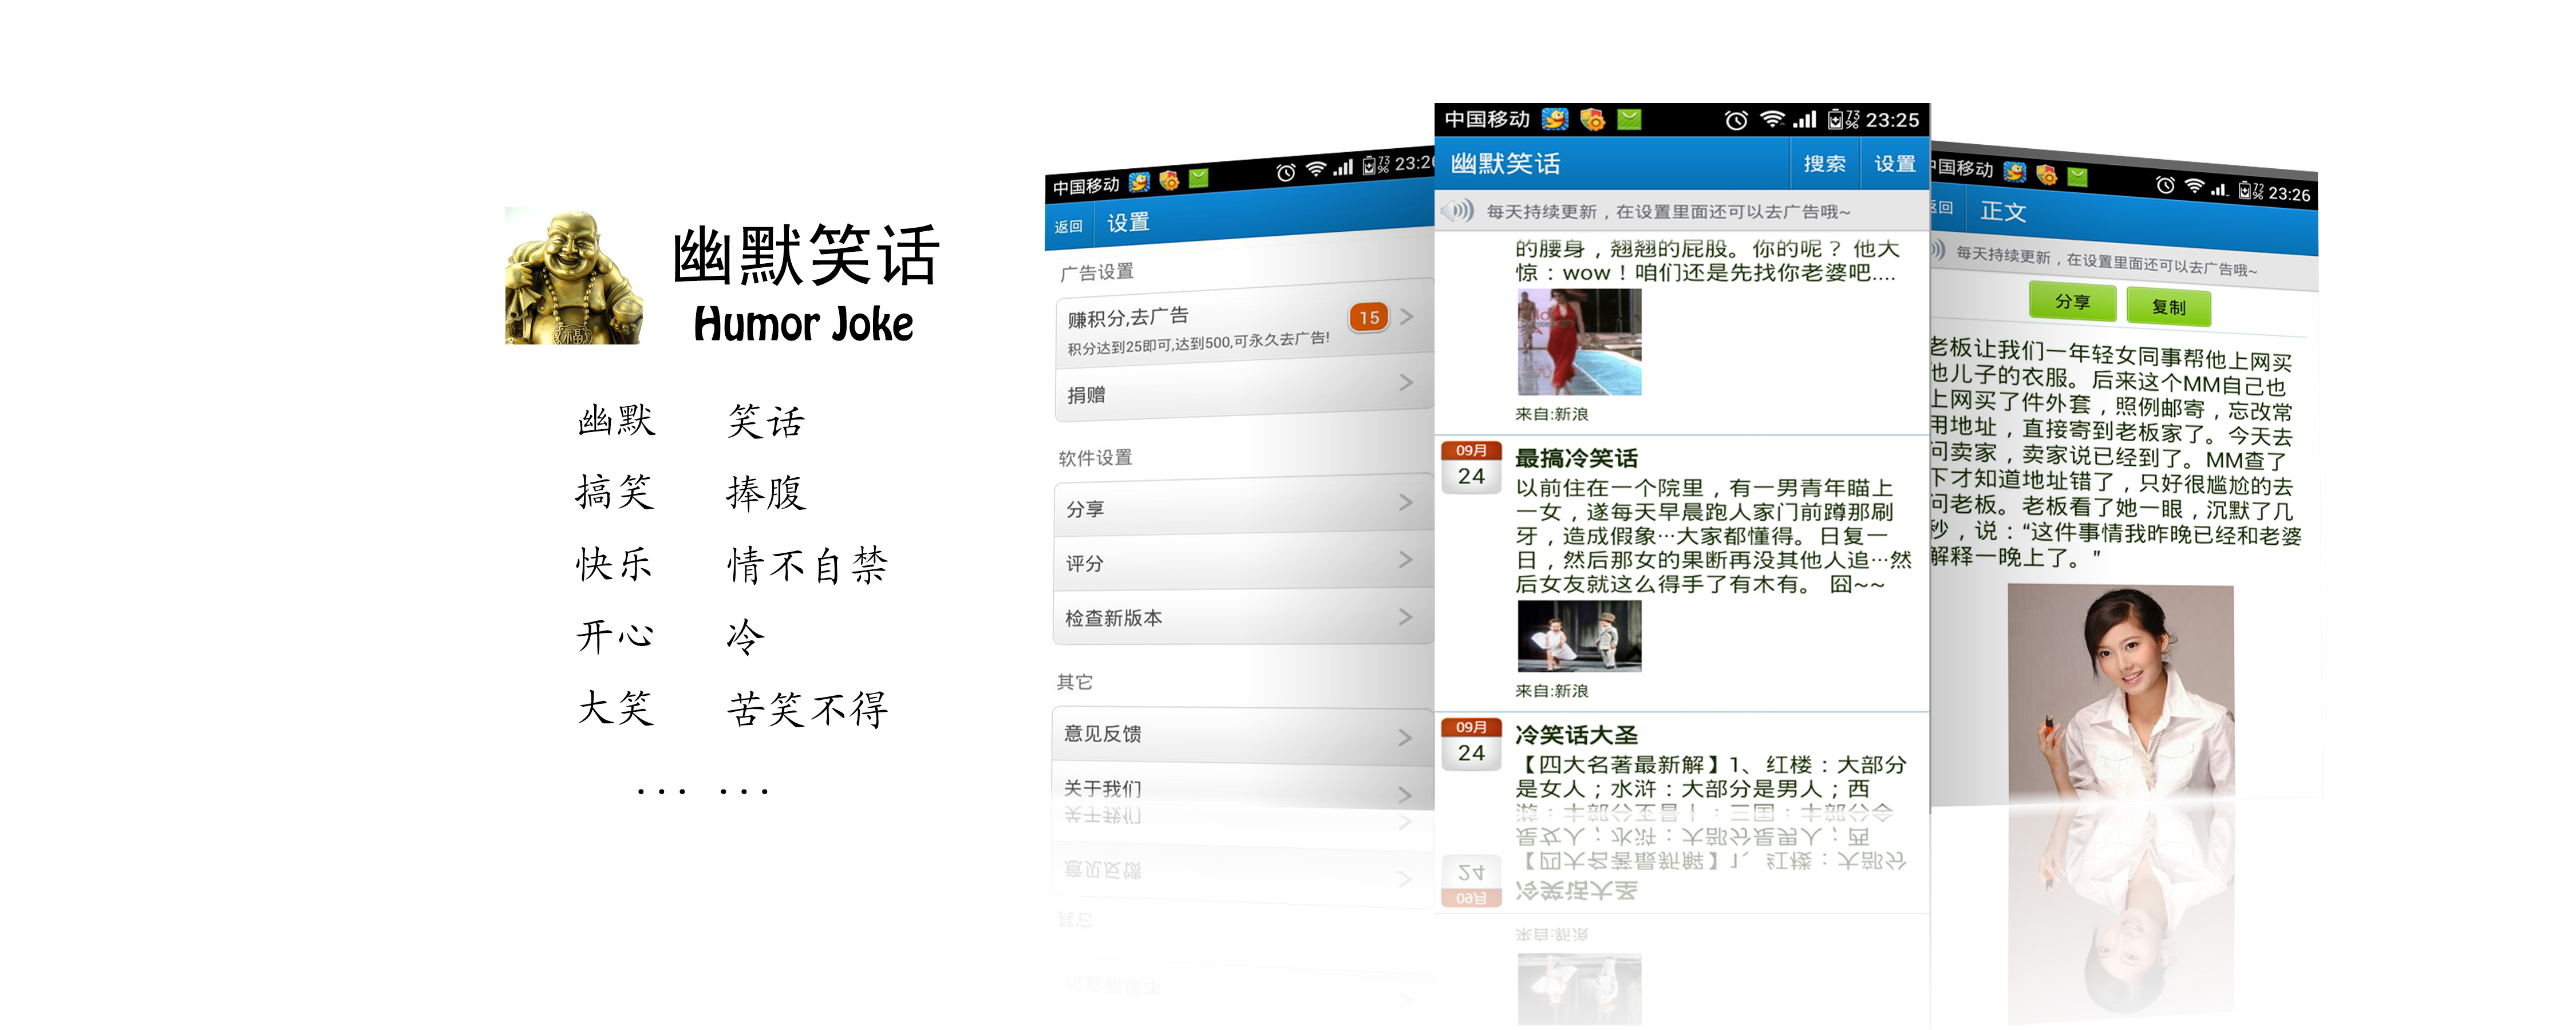 幽默笑话
Humor Joke
幽默 笑话
搞笑 捧腹
快乐 情不自禁
开心 冷
大笑 苦笑不得
... ...
中国移动 73% 23:26
返回 设置
广告设置
赚积分,去广告 15
积分达到25即可,达到500,可永久去广告!
捐赠
软件设置
分享
评分
检查新版本
其它
意见反馈
关于我们
中国移动 73% 23:25
幽默笑话 搜索 设置
每天持续更新，在设置里面还可以去广告哦~
的腰身，翘翘的屁股。你的呢？ 他大
惊：wow！咱们还是先找你老婆吧....
来自:新浪
09月
24
最搞冷笑话
以前住在一个院里，有一男青年瞄上
一女，遂每天早晨跑人家门前蹲那刷
牙，造成假象…大家都懂得。日复一
日，然后那女的果断再没其他人追…然
后女友就这么得手了有木有。 囧~~
来自:新浪
09月
24
冷笑话大圣
【四大名著最新解】1、红楼：大部分
是女人；水浒：大部分是男人；西
中国移动 72% 23:26
返回 正文
每天持续更新，在设置里面还可以去广告哦~
分享 复制
老板让我们一年轻女同事帮他上网买
他儿子的衣服。后来这个MM自己也
上网买了件外套，照例邮寄，忘改常
用地址，直接寄到老板家了。今天去
问卖家，卖家说已经到了。MM查了
下才知道地址错了，只好很尴尬的去
问老板。老板看了她一眼，沉默了几
秒，说：“这件事情我昨晚已经和老婆
解释一晚上了。”